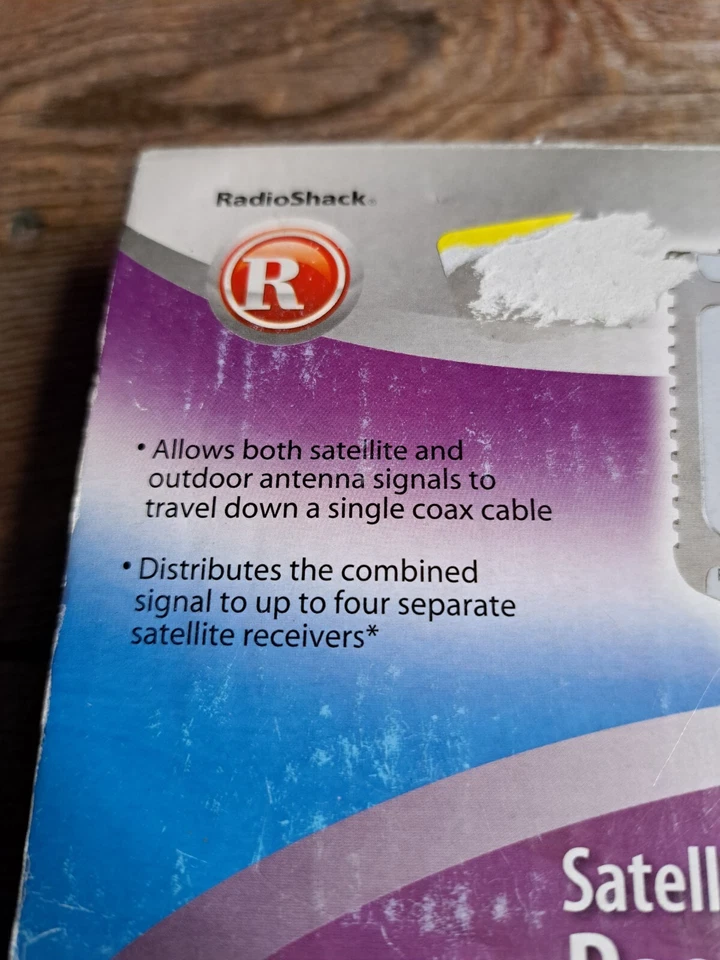 RadioShack®
R
• Allows both satellite and
outdoor antenna signals to
travel down a single coax cable
• Distributes the combined
signal to up to four separate
satellite receivers*
Satell